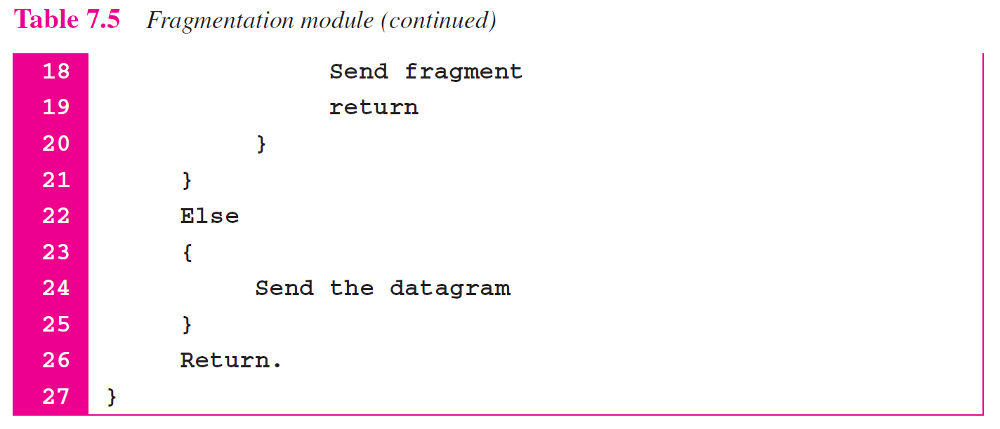 Table 7.5 Fragmentation module (continued)
18 Send fragment
19 return
20 }
21 }
22 Else
23 {
24 Send the datagram
25 }
26 Return.
27 }